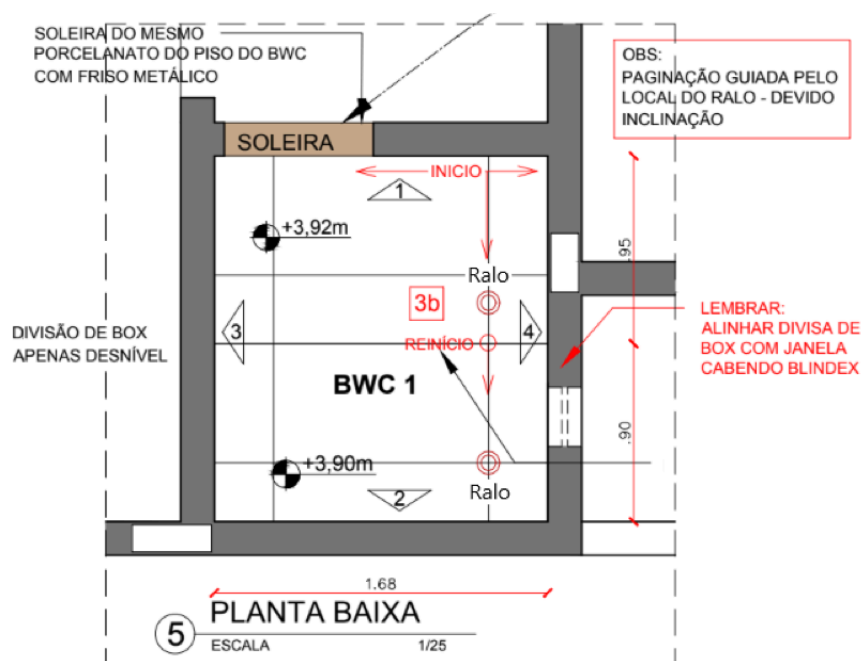 SOLEIRA DO MESMO
PORCELANATO DO PISO DO BWC
COM FRISO METÁLICO
OBS:
PAGINAÇÃO GUIADA PELO
LOCAL DO RALO - DEVIDO
INCLINAÇÃO
SOLEIRA
INICIO
1
+3,92m
.95
Ralo
3b
3
4
REINÍCIO
DIVISÃO DE BOX
APENAS DESNÍVEL
LEMBRAR:
ALINHAR DIVISA DE
BOX COM JANELA
CABENDO BLINDEX
BWC 1
.90
+3,90m
Ralo
2
1.68
5
PLANTA BAIXA
ESCALA 1/25